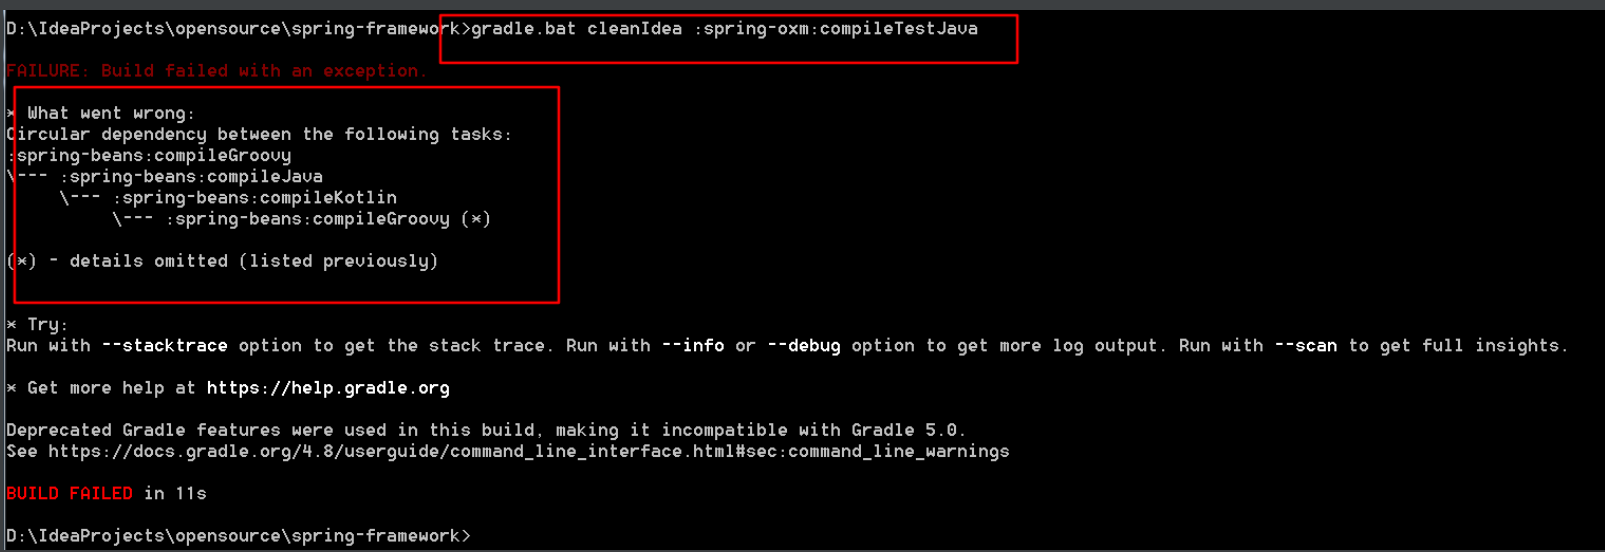 D:\IdeaProjects\opensource\spring-framework>gradle.bat cleanIdea :spring-oxm:compileTestJava
FAILURE: Build failed with an exception.
* What went wrong:
Circular dependency between the following tasks:
:spring-beans:compileGroovy
\--- :spring-beans:compileJava
     \--- :spring-beans:compileKotlin
          \--- :spring-beans:compileGroovy (*)
(*) - details omitted (listed previously)
* Try:
Run with --stacktrace option to get the stack trace. Run with --info or --debug option to get more log output. Run with --scan to get full insights.
* Get more help at https://help.gradle.org
Deprecated Gradle features were used in this build, making it incompatible with Gradle 5.0.
See https://docs.gradle.org/4.8/userguide/command_line_interface.html#sec:command_line_warnings
BUILD FAILED in 11s
D:\IdeaProjects\opensource\spring-framework>